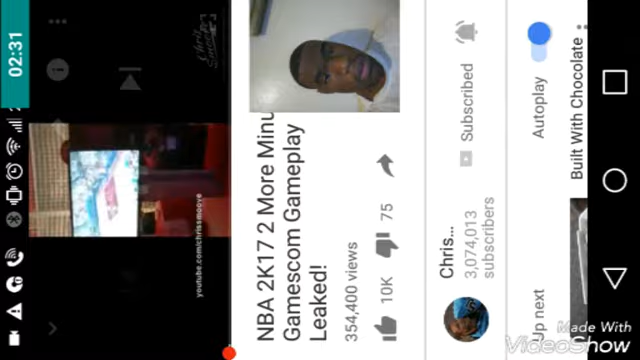 02:31
youtube.com/chrissmoove
NBA 2K17 2 More Minu
Gamescom Gameplay
Leaked!
354,400 views
10K
75
Chris...
3,074,013
subscribers
Subscribed
Up next
Autoplay
Built With Chocolate
Made With
VideoShow